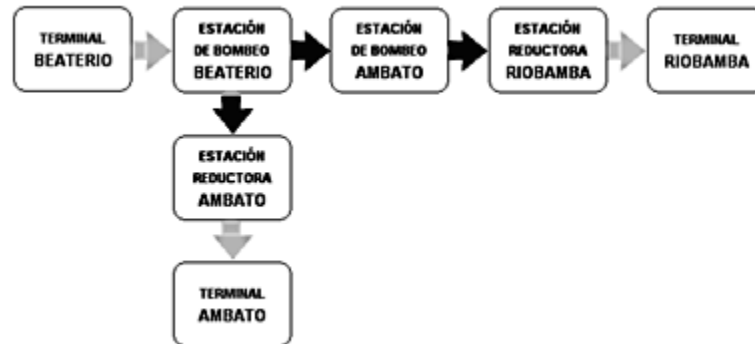 TERMINAL
BEATERIO
ESTACIÓN
DE BOMBEO
BEATERIO
ESTACIÓN
DE BOMBEO
AMBATO
ESTACIÓN
REDUCTORA
RIOBAMBA
TERMINAL
RIOBAMBA
ESTACIÓN
REDUCTORA
AMBATO
TERMINAL
AMBATO